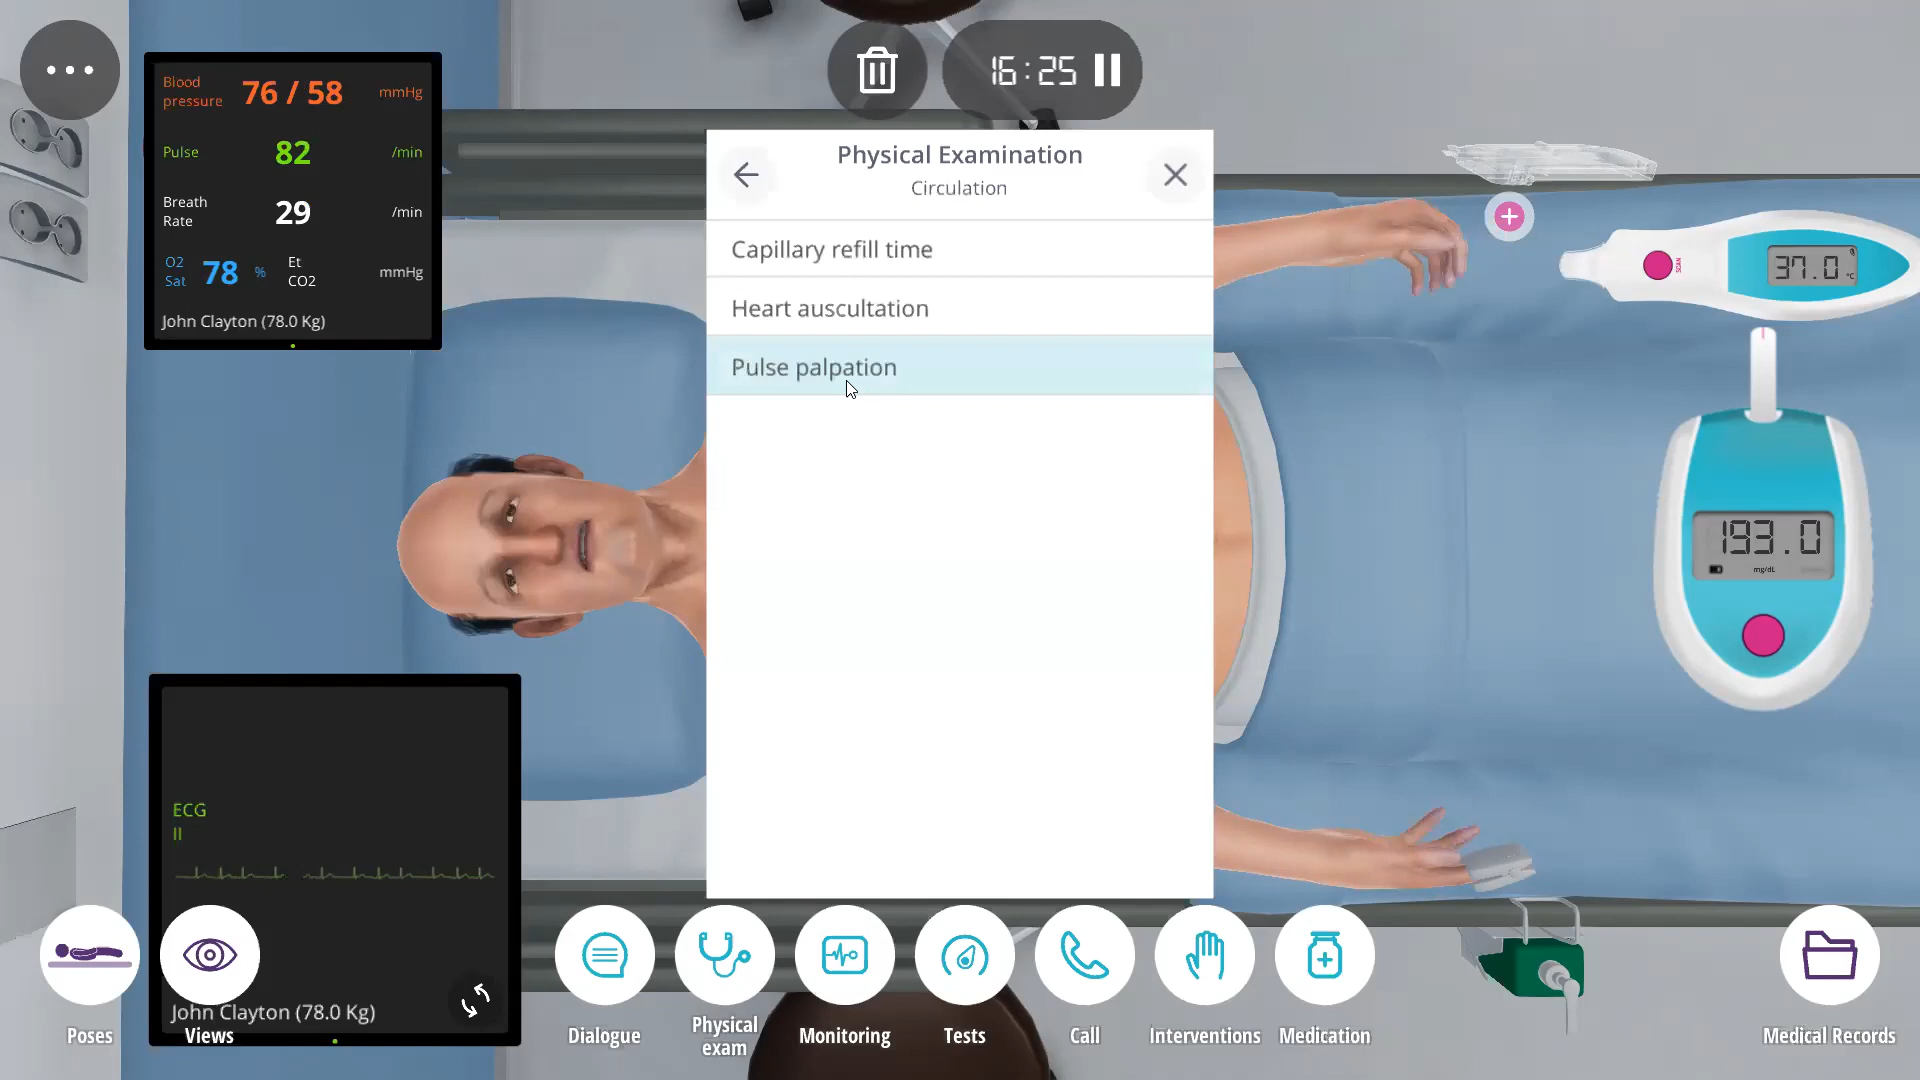 16:25
Blood
pressure
76 / 58
mmHg
Pulse
82
/min
Breath
Rate
29
/min
O2
Sat
78
%
Et
CO2
mmHg
John Clayton (78.0 Kg)
Physical Examination
Circulation
Capillary refill time
Heart auscultation
Pulse palpation
SCAN
37.0
°C
193.0
mg/dL
ECG
II
John Clayton (78.0 Kg)
Poses
Views
Dialogue
Physical
exam
Monitoring
Tests
Call
Interventions
Medication
Medical Records